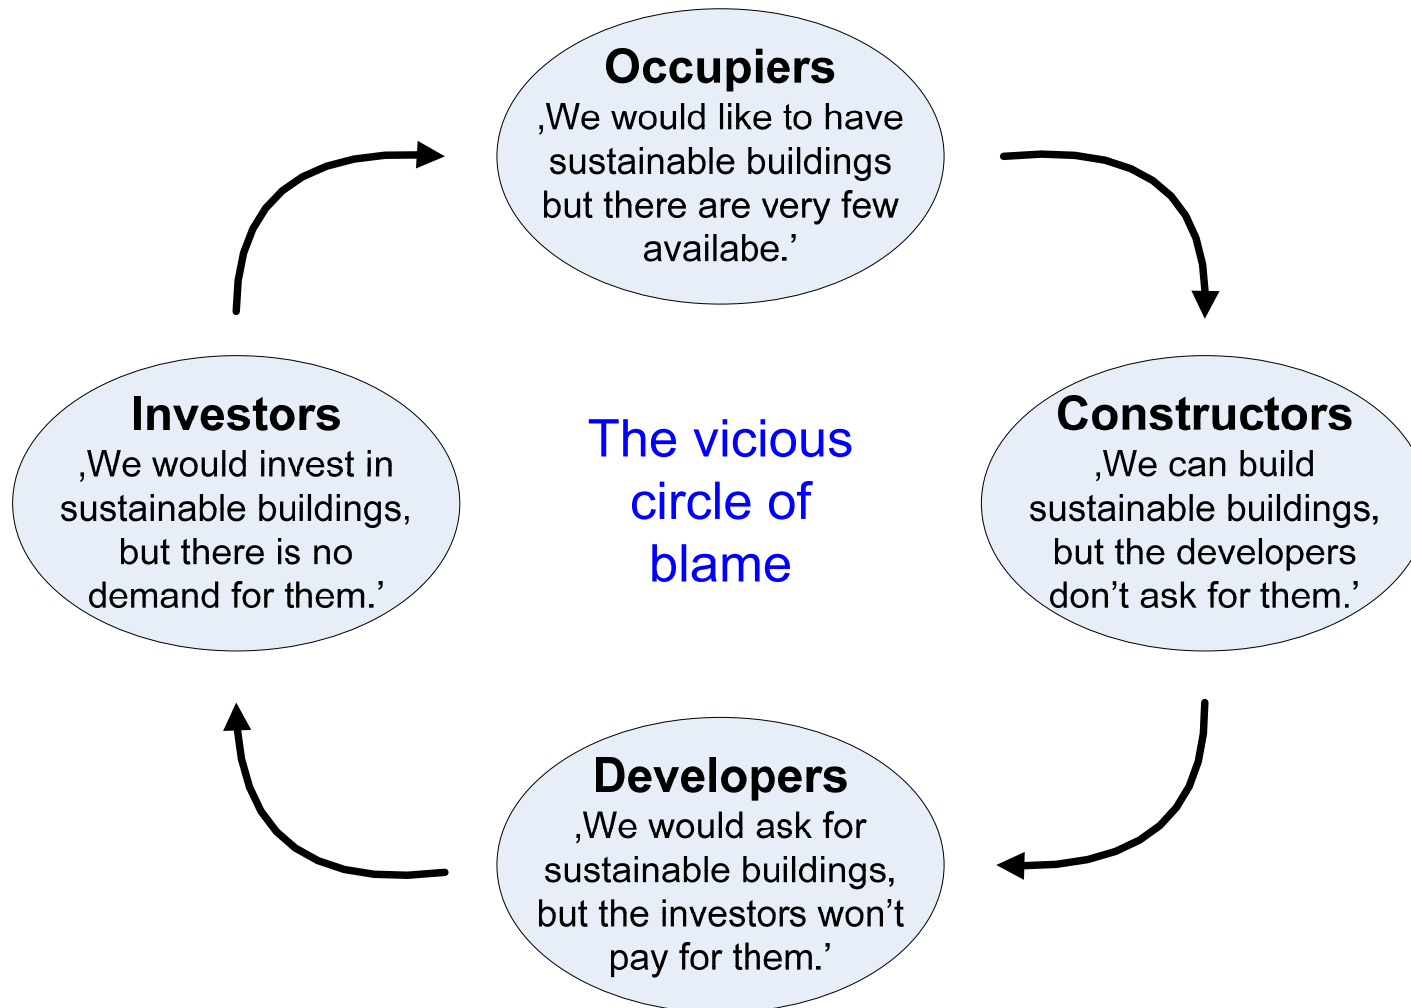 Occupiers
‚We would like to have
sustainable buildings
but there are very few
availabe.’
Investors
‚We would invest in
sustainable buildings,
but there is no
demand for them.’
The vicious
circle of
blame
Constructors
‚We can build
sustainable buildings,
but the developers
don’t ask for them.’
Developers
‚We would ask for
sustainable buildings,
but the investors won’t
pay for them.’